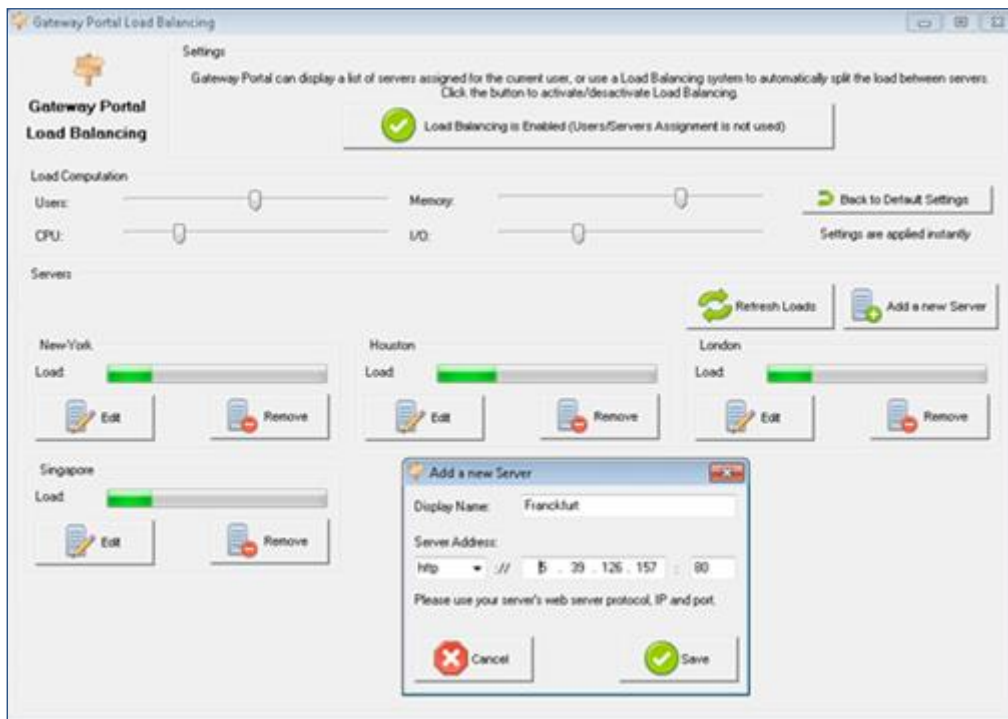 Gateway Portal Load Balancing
Settings
Gateway Portal can display a list of servers assigned for the current user, or use a Load Balancing system to automatically split the load between servers.
Click the button to activate/desactivate Load Balancing.
Gateway Portal
Load Balancing
Load Balancing is Enabled (Users/Servers Assignment is not used)
Load Computation
Users:
Memory:
Back to Default Settings
CPU:
I/O:
Settings are applied instantly
Servers
Refresh Loads
Add a new Server
New-York
Houston
London
Load
Load
Load
Edit
Remove
Edit
Remove
Edit
Remove
Singapore
Load
Edit
Remove
Add a new Server
Display Name:
Franckfurt
Server Address:
http :// 5 . 39 . 126 . 157 : 80
Please use your server's web server protocol, IP and port.
Cancel
Save